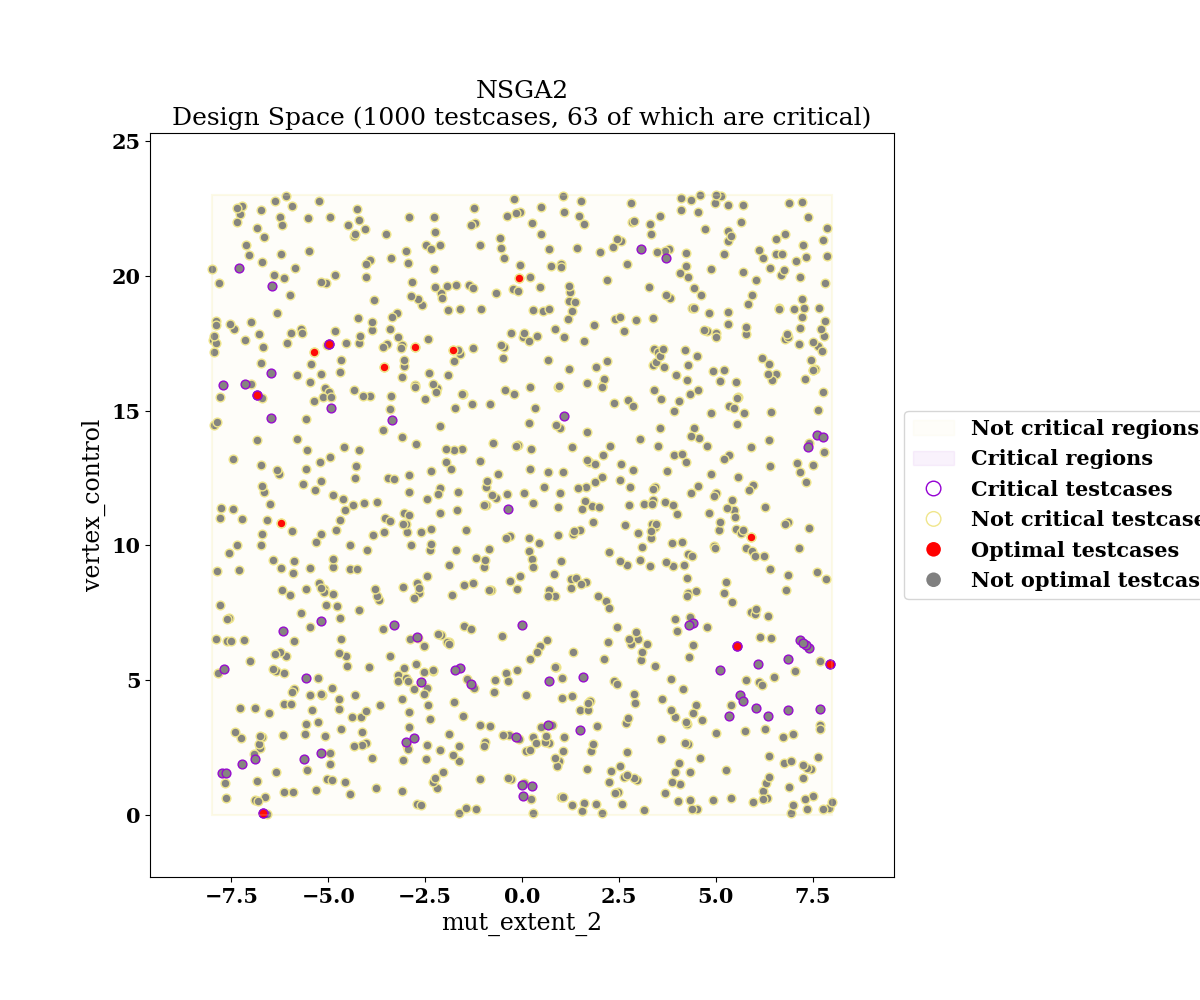 NSGA2
Design Space (1000 testcases, 63 of which are critical)
25
20
15
10
5
0
vertex_control
−7.5 −5.0 −2.5 0.0 2.5 5.0 7.5
mut_extent_2
Not critical regions
Critical regions
Critical testcases
Not critical testcase
Optimal testcases
Not optimal testcas